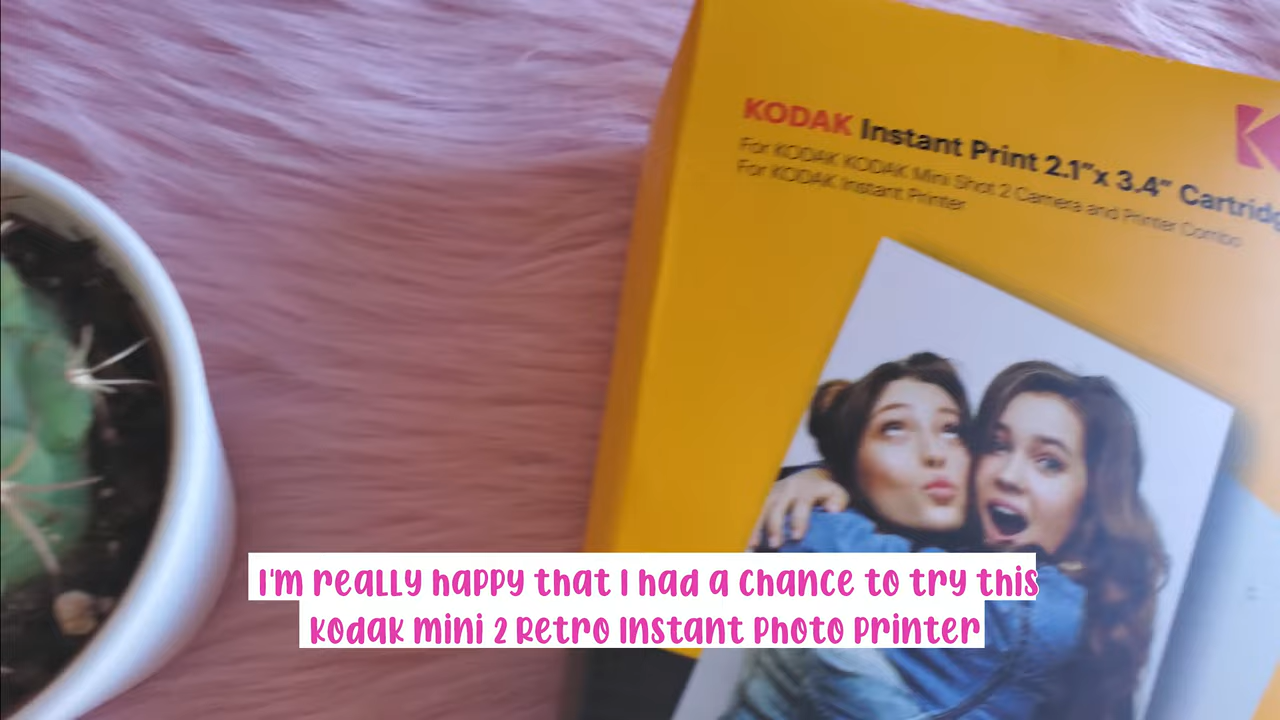 KODAK Instant Print 2.1"x 3.4" Cartridg
For KODAK KODAK Mini Shot 2 Camera and Printer Combo
For KODAK Instant Printer
I'm really happy that I had a chance to try this
Kodak Mini 2 Retro Instant Photo Printer